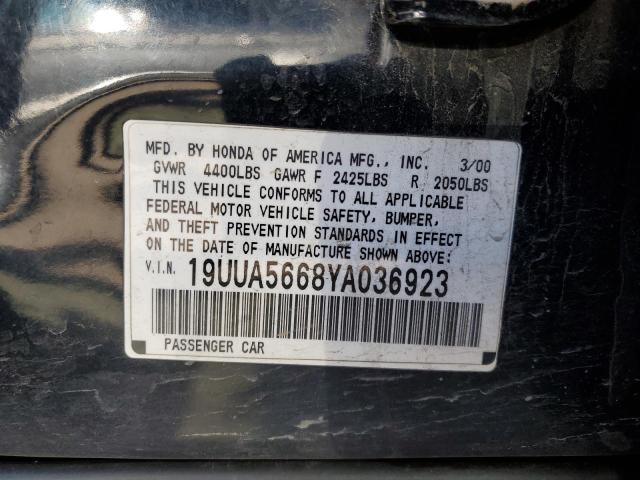 MFD. BY HONDA OF AMERICA MFG., INC. 3/00
GVWR 4400LBS GAWR F 2425LBS R 2050LBS
THIS VEHICLE CONFORMS TO ALL APPLICABLE
FEDERAL MOTOR VEHICLE SAFETY, BUMPER,
AND THEFT PREVENTION STANDARDS IN EFFECT
ON THE DATE OF MANUFACTURE SHOWN ABOVE:
V.I.N. 19UUA5668YA036923
PASSENGER CAR